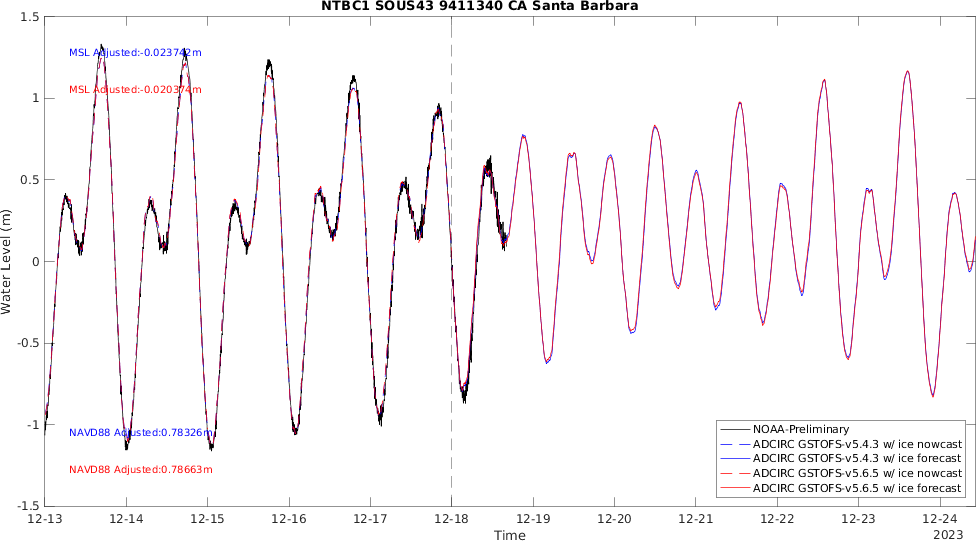 NTBC1 SOUS43 9411340 CA Santa Barbara
1.5
MSL Adjusted:-0.023742m
MSL Adjusted:-0.020374m
1
0.5
Water Level (m)
0
-0.5
-1
NAVD88 Adjusted:0.78326m
NAVD88 Adjusted:0.78663m
NOAA-Preliminary
ADCIRC GSTOFS-v5.4.3 w/ ice nowcast
ADCIRC GSTOFS-v5.4.3 w/ ice forecast
ADCIRC GSTOFS-v5.6.5 w/ ice nowcast
ADCIRC GSTOFS-v5.6.5 w/ ice forecast
-1.5
12-13 12-14 12-15 12-16 12-17 12-18 12-19 12-20 12-21 12-22 12-23 12-24
Time
2023